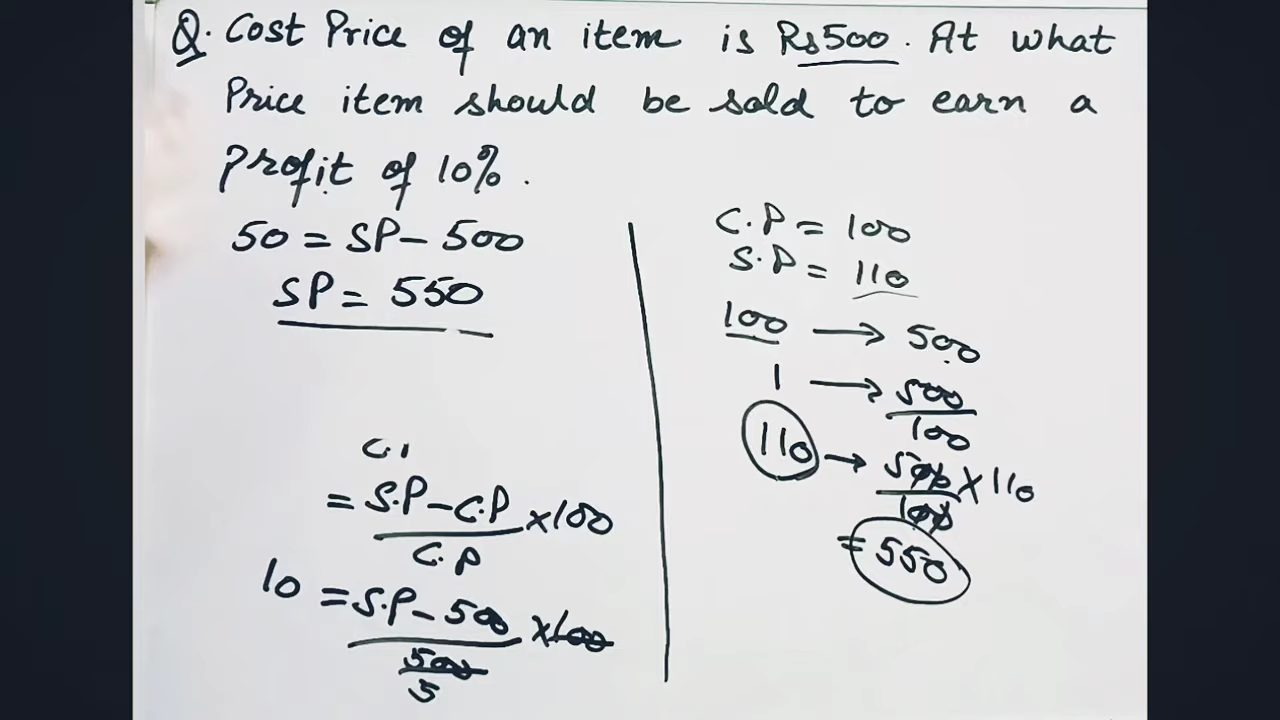 Q. Cost Price of an item is Rs500. At what
Price item should be sold to earn a
Profit of 10%.
50 = SP - 500
SP = 550
= S.P - C.P / C.P × 100
10 = S.P - 500 / 500 × 100
5
C.P = 100
S.P = 110
100 → 500
1 → 500 / 100
110 → 500 / 100 × 110
= 550